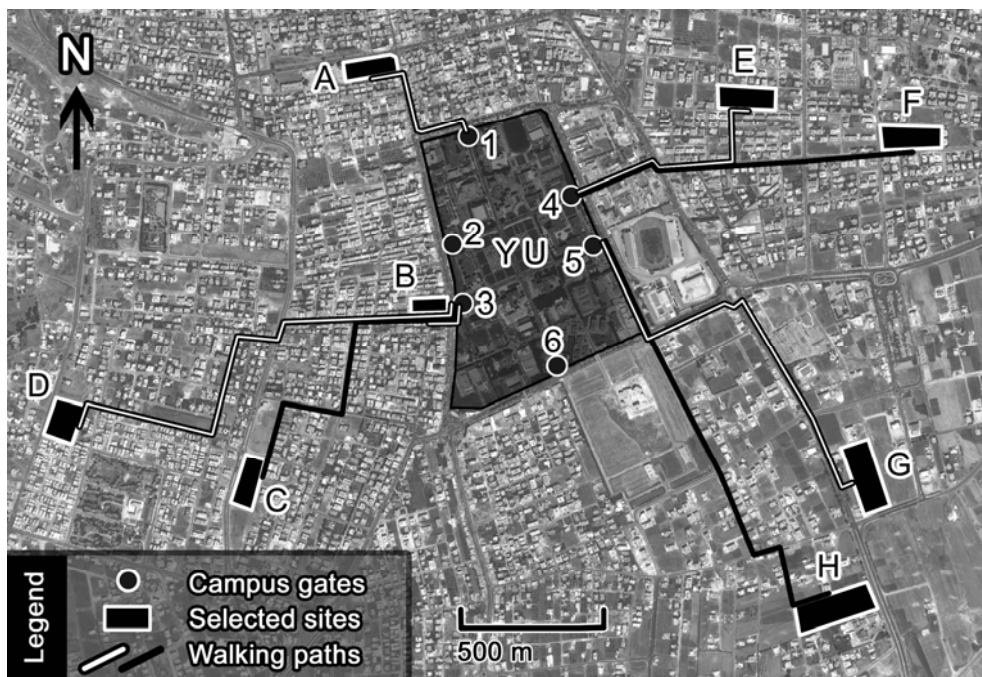 N
A
E
F
1
4
2
YU
5
B
3
6
D
C
G
H
Legend
Campus gates
Selected sites
Walking paths
500 m